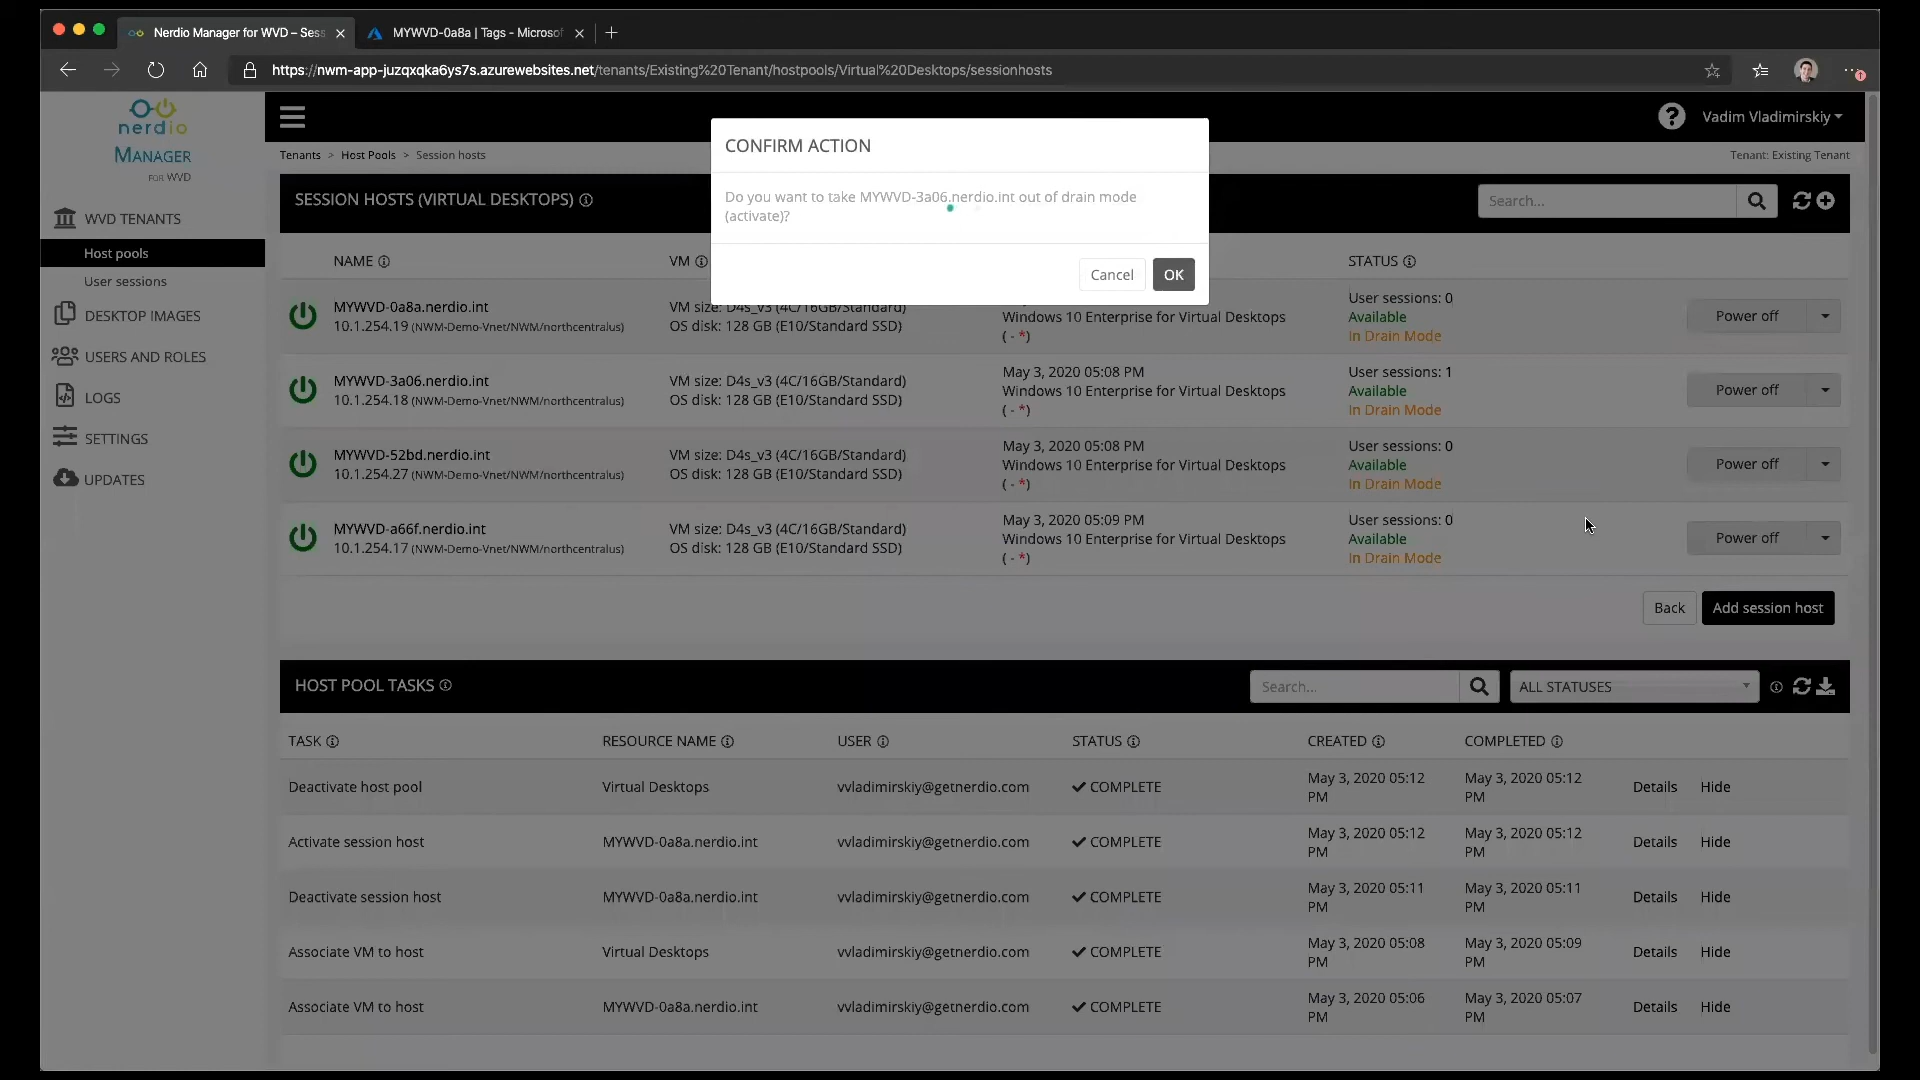 Nerdio Manager for WVD – Sess
MYWVD-0a8a | Tags - Microsof
https://nwm-app-juzqxqka6ys7s.azurewebsites.net/tenants/Existing%20Tenant/hostpools/Virtual%20Desktops/sessionhosts
nerdio
MANAGER
FOR WVD
WVD TENANTS
Host pools
User sessions
DESKTOP IMAGES
USERS AND ROLES
LOGS
SETTINGS
UPDATES
Vadim Vladimirskiy
Tenants > Host Pools > Session hosts
Tenant: Existing Tenant
CONFIRM ACTION
Do you want to take MYWVD-3a06.nerdio.int out of drain mode
(activate)?
Cancel OK
SESSION HOSTS (VIRTUAL DESKTOPS)
Search...
NAME VM STATUS
MYWVD-0a8a.nerdio.int
10.1.254.19 (NWM-Demo-Vnet/NWM/northcentralus)
VM size: D4s_v3 (4C/16GB/Standard)
OS disk: 128 GB (E10/Standard SSD)
Windows 10 Enterprise for Virtual Desktops
( - *)
User sessions: 0
Available
In Drain Mode
Power off
MYWVD-3a06.nerdio.int
10.1.254.18 (NWM-Demo-Vnet/NWM/northcentralus)
VM size: D4s_v3 (4C/16GB/Standard)
OS disk: 128 GB (E10/Standard SSD)
May 3, 2020 05:08 PM
Windows 10 Enterprise for Virtual Desktops
( - *)
User sessions: 1
Available
In Drain Mode
Power off
MYWVD-52bd.nerdio.int
10.1.254.27 (NWM-Demo-Vnet/NWM/northcentralus)
VM size: D4s_v3 (4C/16GB/Standard)
OS disk: 128 GB (E10/Standard SSD)
May 3, 2020 05:08 PM
Windows 10 Enterprise for Virtual Desktops
( - *)
User sessions: 0
Available
In Drain Mode
Power off
MYWVD-a66f.nerdio.int
10.1.254.17 (NWM-Demo-Vnet/NWM/northcentralus)
VM size: D4s_v3 (4C/16GB/Standard)
OS disk: 128 GB (E10/Standard SSD)
May 3, 2020 05:09 PM
Windows 10 Enterprise for Virtual Desktops
( - *)
User sessions: 0
Available
In Drain Mode
Power off
Back Add session host
HOST POOL TASKS
Search...
ALL STATUSES
TASK RESOURCE NAME USER STATUS CREATED COMPLETED
Deactivate host pool
Virtual Desktops
vvladimirskiy@getnerdio.com
COMPLETE
May 3, 2020 05:12
PM
May 3, 2020 05:12
PM
Details Hide
Activate session host
MYWVD-0a8a.nerdio.int
vvladimirskiy@getnerdio.com
COMPLETE
May 3, 2020 05:12
PM
May 3, 2020 05:12
PM
Details Hide
Deactivate session host
MYWVD-0a8a.nerdio.int
vvladimirskiy@getnerdio.com
COMPLETE
May 3, 2020 05:11
PM
May 3, 2020 05:11
PM
Details Hide
Associate VM to host
Virtual Desktops
vvladimirskiy@getnerdio.com
COMPLETE
May 3, 2020 05:08
PM
May 3, 2020 05:09
PM
Details Hide
Associate VM to host
MYWVD-0a8a.nerdio.int
vvladimirskiy@getnerdio.com
COMPLETE
May 3, 2020 05:06
PM
May 3, 2020 05:07
PM
Details Hide